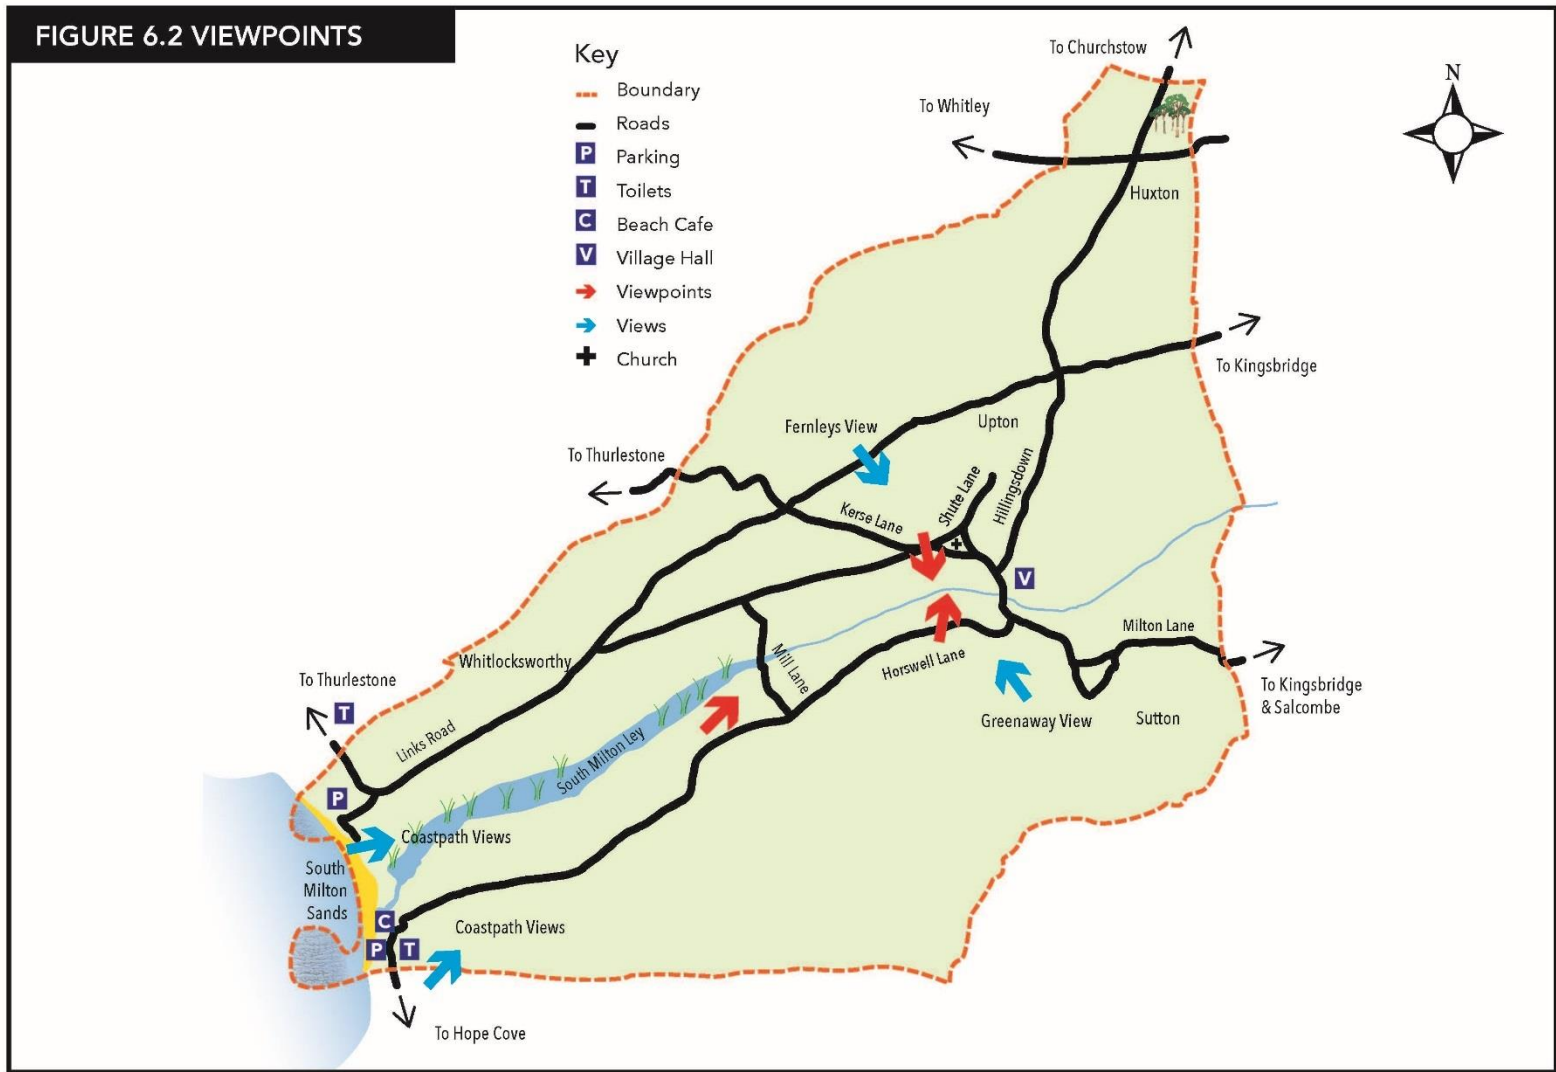 FIGURE 6.2 VIEWPOINTS
Key
Boundary
Roads
P Parking
T Toilets
C Beach Cafe
V Village Hall
Viewpoints
Views
Church
To Churchstow
N
To Whitley
Huxton
To Kingsbridge
Fernleys View
Upton
To Thurlestone
Kerse Lane
Shute Lane
Hillingsdown
V
Milton Lane
Whitlocksworthy
Mill Lane
Horswell Lane
To Thurlestone
T
To Kingsbridge
& Salcombe
Greenaway View
Sutton
Links Road
South Milton Ley
P
Coastpath Views
South
Milton
Sands
C
Coastpath Views
P
T
To Hope Cove